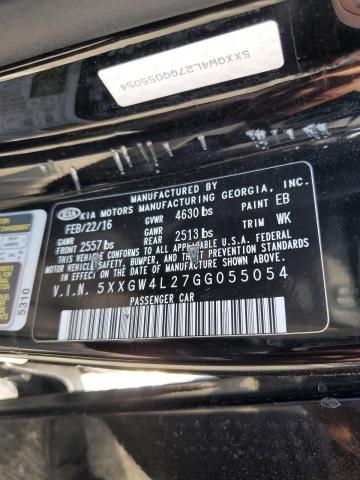 5XXGW4L27GG055054
MANUFACTURED BY
KIA KIA MOTORS MANUFACTURING GEORGIA, INC.
FEB/22/16 GVWR 4630 lbs PAINT EB
GAWR FRONT 2557 lbs GAWR REAR 2513 lbs TRIM WK
THIS VEHICLE CONFORMS TO ALL APPLICABLE U.S.A. FEDERAL
MOTOR VEHICLE SAFETY, BUMPER, AND THEFT PREVENTION STANDARDS
IN EFFECT ON THE DATE OF MANUFACTURE SHOWN ABOVE.
V.I.N. 5XXGW4L27GG055054
PASSENGER CAR
5310